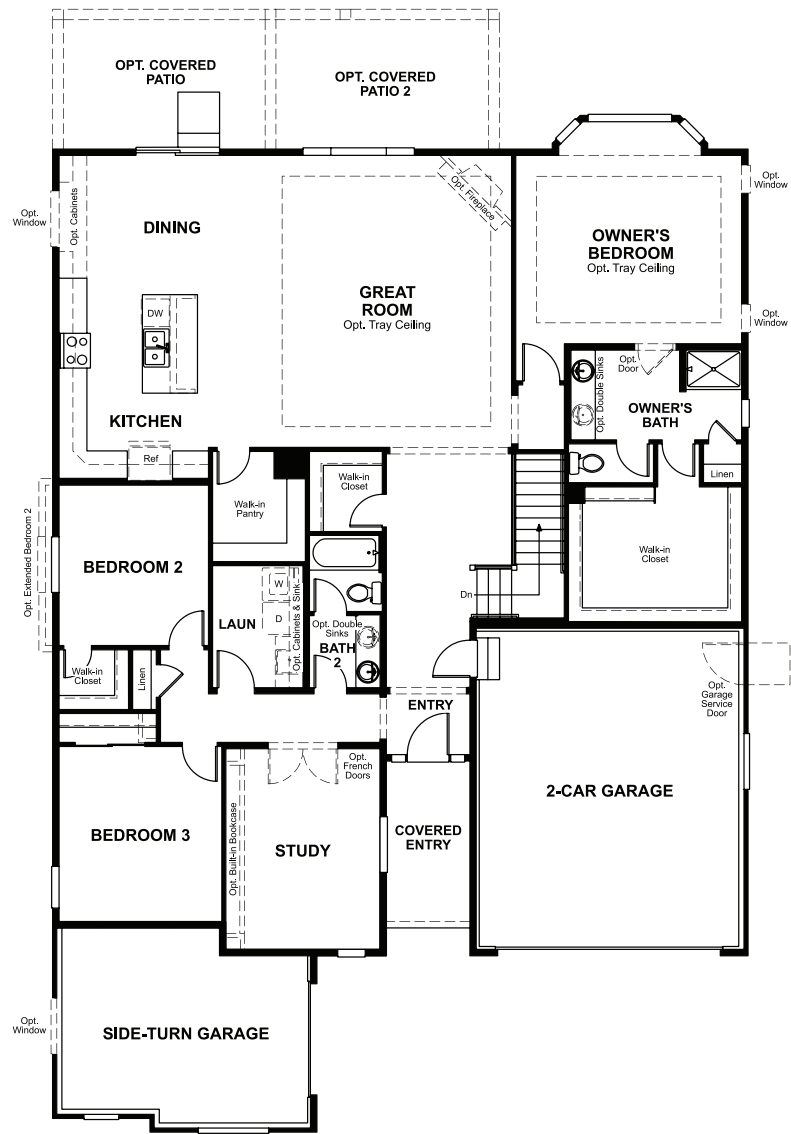 OPT. COVERED
PATIO
OPT. COVERED
PATIO 2
Opt.
Window
Opt. Cabinets
DINING
Opt. Fireplace
OWNER'S
BEDROOM
Opt. Tray Ceiling
Opt.
Window
GREAT
ROOM
Opt. Tray Ceiling
DW
Opt.
Window
Opt.
Door
Opt. Double Sinks
OWNER'S
BATH
KITCHEN
Ref
Linen
Walk-in
Closet
Walk-in
Pantry
Opt. Extended Bedroom 2
BEDROOM 2
Walk-in
Closet
W
D
LAUN
Opt. Cabinets & Sink
Opt. Double
Sinks
BATH
2
Dn
Walk-in
Closet
Linen
ENTRY
Opt.
Garage
Service
Door
Opt.
French
Doors
2-CAR GARAGE
BEDROOM 3
Opt. Built-in Bookcase
STUDY
COVERED
ENTRY
Opt.
Window
SIDE-TURN GARAGE